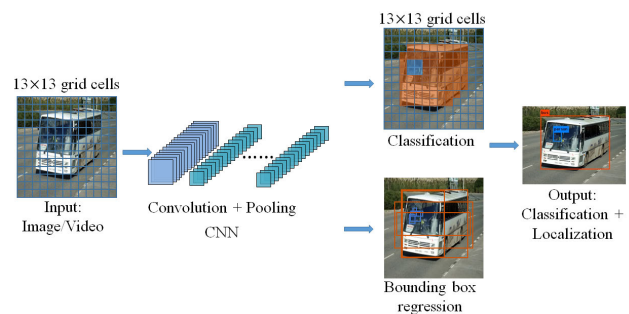 13×13 grid cells
Input:
Image/Video
Convolution + Pooling
CNN
13×13 grid cells
Classification
Bounding box
regression
Output:
Classification +
Localization